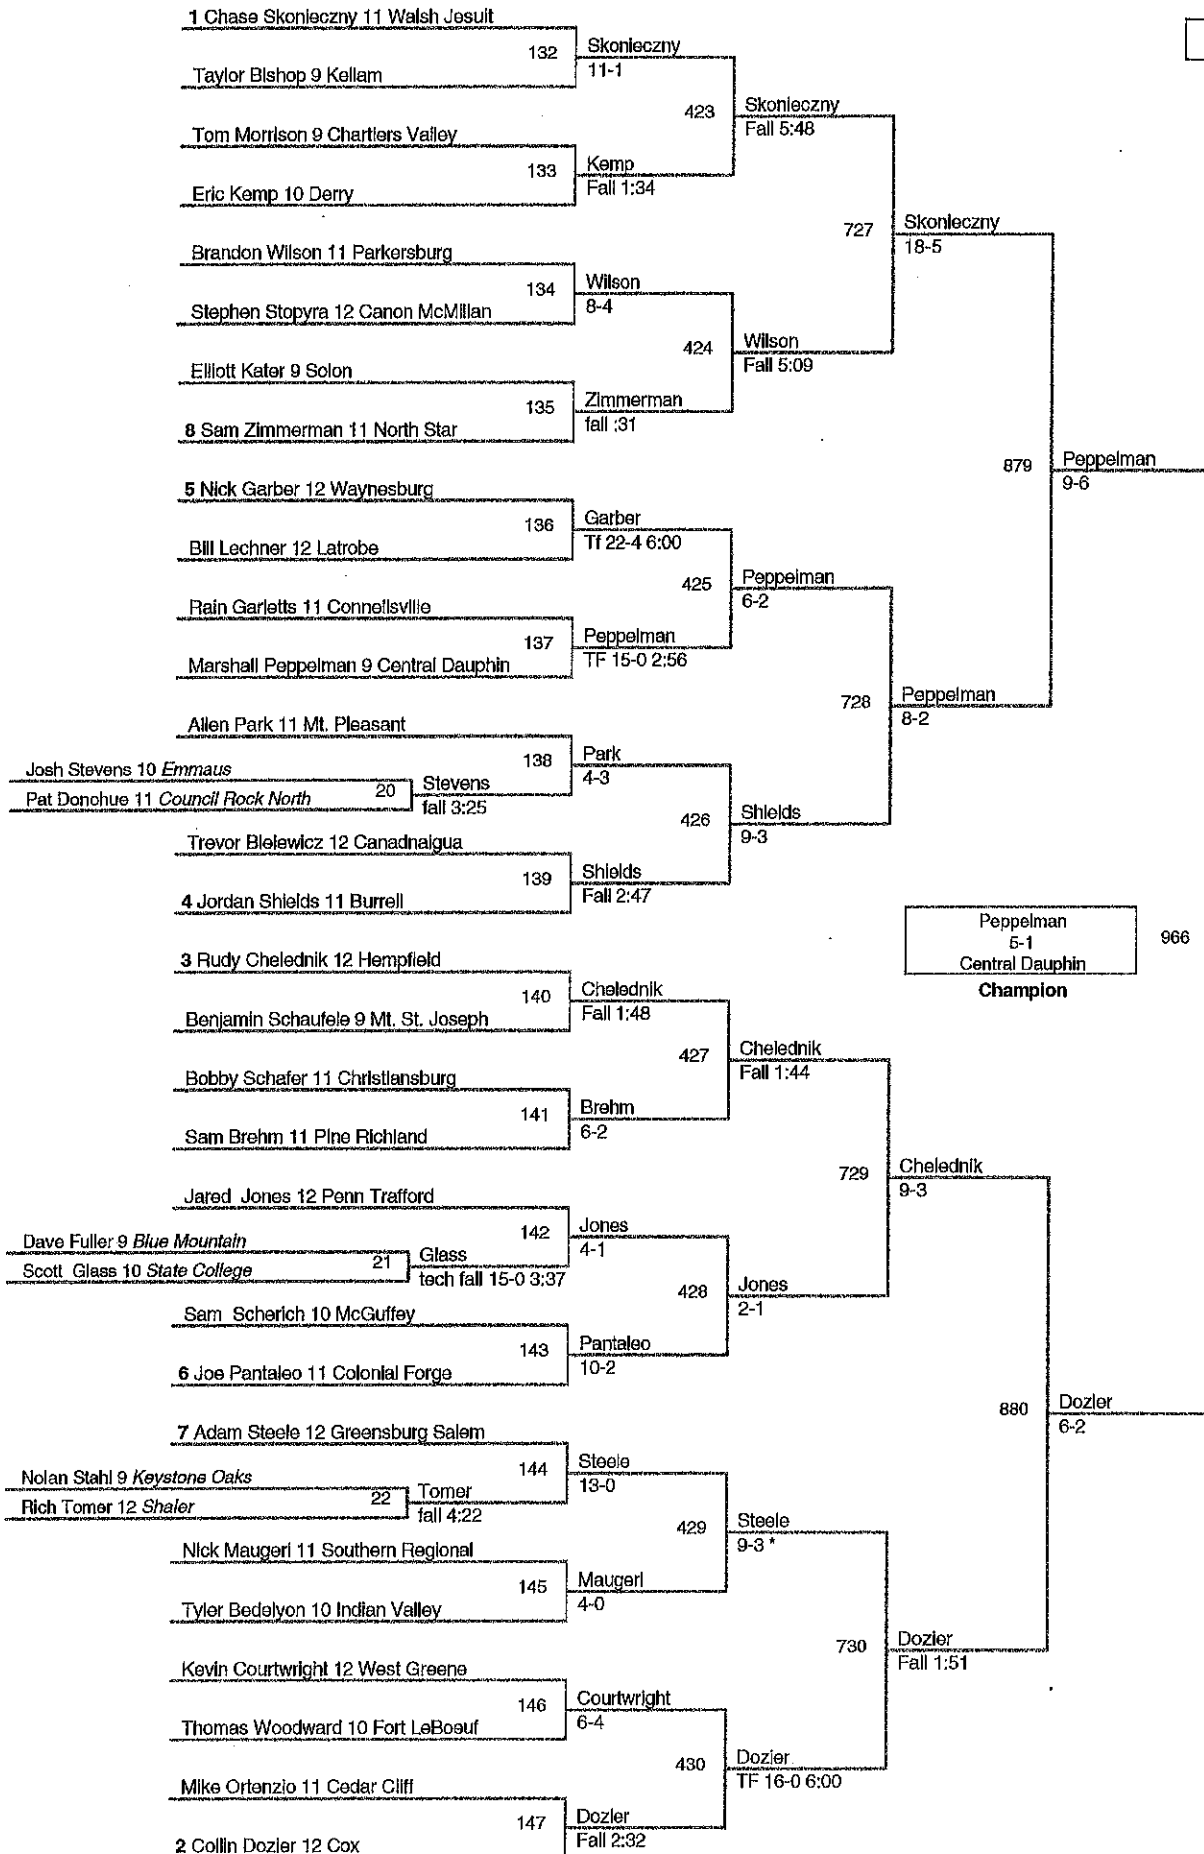 1 Chase Skonieczny 11 Walsh Jesuit
132
Skonieczny
11-1
Taylor Bishop 9 Kellam
423
Skonieczny
Fall 5:48
Tom Morrison 9 Chartiers Valley
133
Kemp
Fall 1:34
Eric Kemp 10 Derry
727
Skonieczny
18-5
Brandon Wilson 11 Parkersburg
134
Wilson
8-4
Stephen Stopyra 12 Canon McMillan
424
Wilson
Fall 5:09
Elliott Kater 9 Solon
135
Zimmerman
fall :31
8 Sam Zimmerman 11 North Star
879
Peppelman
9-6
5 Nick Garber 12 Waynesburg
136
Garber
Tf 22-4 6:00
Bill Lechner 12 Latrobe
425
Peppelman
6-2
Rain Garletts 11 Connellsville
137
Peppelman
TF 15-0 2:56
Marshall Peppelman 9 Central Dauphin
728
Peppelman
8-2
Allen Park 11 Mt. Pleasant
138
Park
4-3
Josh Stevens 10 Emmaus
20
Stevens
fall 3:25
Pat Donohue 11 Council Rock North
426
Shields
9-3
Trevor Bielewicz 12 Canadnaigua
139
Shields
Fall 2:47
4 Jordan Shields 11 Burrell
Peppelman
5-1
Central Dauphin
966
Champion
3 Rudy Chelednik 12 Hempfield
140
Chelednik
Fall 1:48
Benjamin Schaufele 9 Mt. St. Joseph
427
Chelednik
Fall 1:44
Bobby Schafer 11 Christiansburg
141
Brehm
6-2
Sam Brehm 11 Pine Richland
729
Chelednik
9-3
Jared Jones 12 Penn Trafford
142
Jones
4-1
Dave Fuller 9 Blue Mountain
21
Glass
tech fall 15-0 3:37
Scott Glass 10 State College
428
Jones
2-1
Sam Scherich 10 McGuffey
143
Pantaleo
10-2
6 Joe Pantaleo 11 Colonial Forge
880
Dozier
6-2
7 Adam Steele 12 Greensburg Salem
144
Steele
13-0
Nolan Stahl 9 Keystone Oaks
22
Tomer
fall 4:22
Rich Tomer 12 Shaler
429
Steele
9-3 *
Nick Maugeri 11 Southern Regional
145
Maugeri
4-0
Tyler Bedelyon 10 Indian Valley
730
Dozier
Fall 1:51
Kevin Courtwright 12 West Greene
146
Courtwright
6-4
Thomas Woodward 10 Fort LeBoeuf
430
Dozier
TF 16-0 6:00
Mike Ortenzio 11 Cedar Cliff
147
Dozier
Fall 2:32
2 Collin Dozier 12 Cox